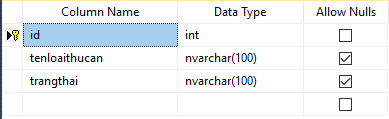 Column Name Data Type Allow Nulls
id int
tenloaithucan nvarchar(100)
trangthai nvarchar(100)